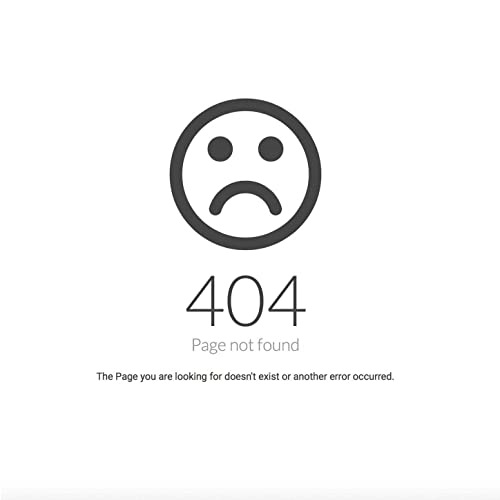 404
Page not found
The Page you are looking for doesn't exist or another error occurred.